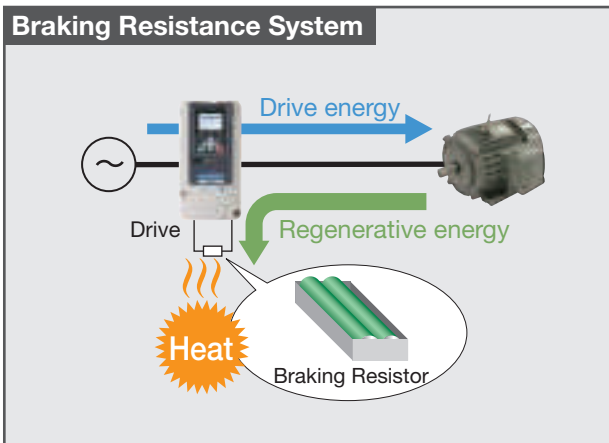 Braking Resistance System
Drive energy
Drive
Regenerative energy
Heat
Braking Resistor